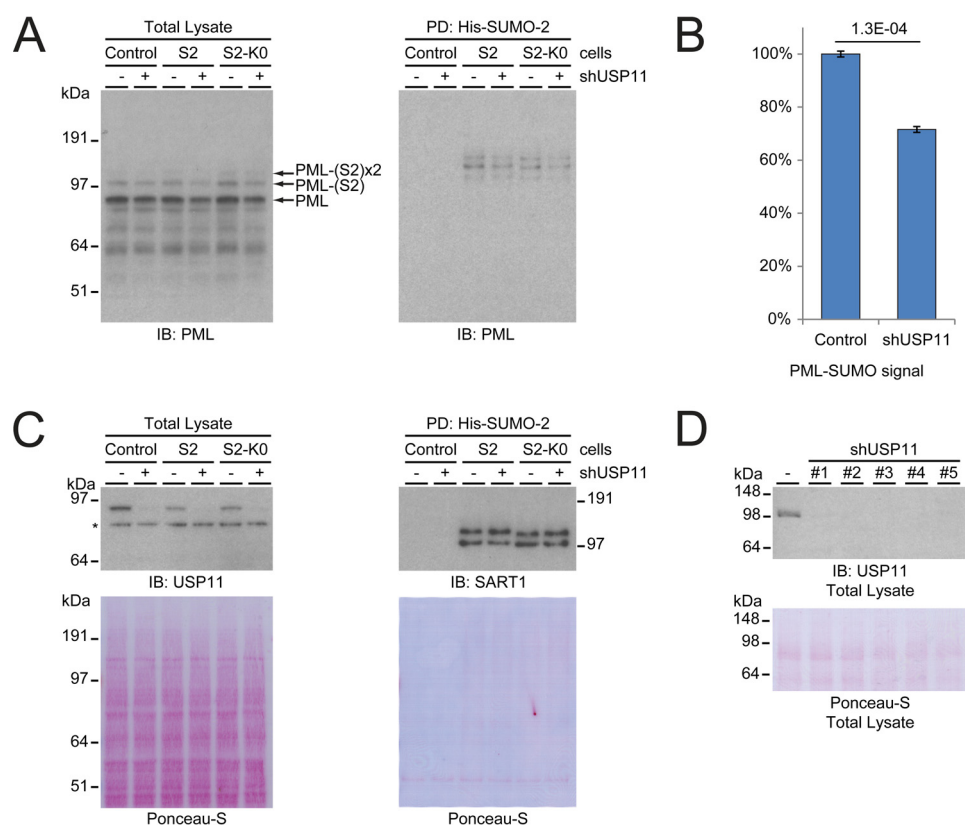 A
Total Lysate
Control S2 S2-K0
- + - + - +
kDa
191
97
64
51
PML-(S2)x2
PML-(S2)
PML
IB: PML
PD: His-SUMO-2
Control S2 S2-K0 cells
- + - + - + shUSP11
IB: PML
B
1.3E-04
100%
80%
60%
40%
20%
0%
Control shUSP11
PML-SUMO signal
C
Total Lysate
Control S2 S2-K0
- + - + - +
kDa
97
*
64
IB: USP11
kDa
191
97
64
51
Ponceau-S
PD: His-SUMO-2
Control S2 S2-K0 cells
- + - + - + shUSP11
191
97
IB: SART1
Ponceau-S
D
shUSP11
- #1 #2 #3 #4 #5
kDa
148
98
64
IB: USP11
Total Lysate
kDa
148
98
64
Ponceau-S
Total Lysate